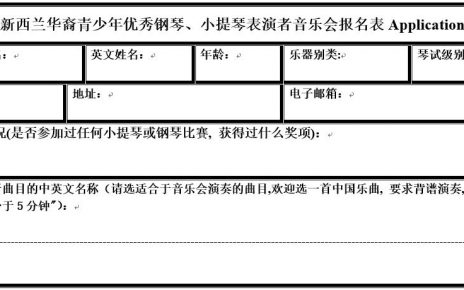 新西兰华裔青少年优秀钢琴、小提琴表演者音乐会报名表 Application
英文姓名： 年龄： 乐器别类: 琴试级别
地址： 电子邮箱：
况(是否参加过任何小提琴或钢琴比赛, 获得过什么奖项)：
曲目的中英文名称（请选适合于音乐会演奏的曲目,欢迎选一首中国乐曲, 要求背谱演奏,
于 5 分钟"）：